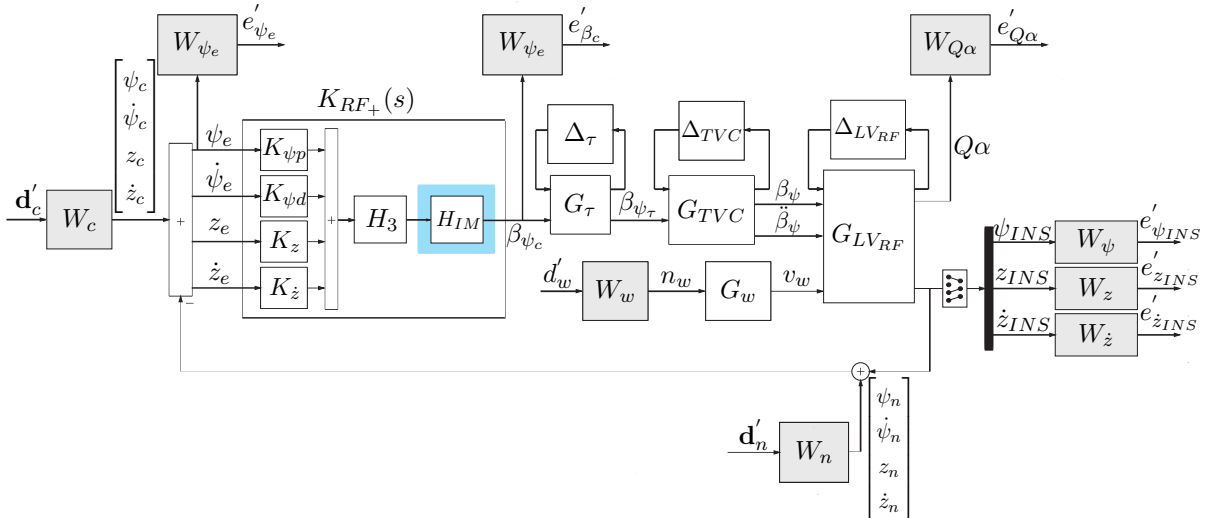 W_{ψ_e} e'_{ψ_e}
W_{ψ_e} e'_{β_c}
W_{Qα} e'_{Qα}
[ψ_c
ψ̇_c
z_c
ż_c]
K_{RF_+}(s)
d'_c W_c
+
−
ψ_e K_{ψp}
ψ̇_e K_{ψd}
z_e K_z
ż_e K_ż
+
H_3 H_{IM} β_{ψ_c}
Δ_τ
G_τ β_{ψ_τ}
Δ_{TVC}
G_{TVC} β_ψ
β̈_ψ
Δ_{LV_{RF}}
G_{LV_{RF}}
Qα
d'_w W_w n_w G_w v_w
ψ_{INS} W_ψ e'_{ψ_{INS}}
z_{INS} W_z e'_{z_{INS}}
ż_{INS} W_ż e'_{ż_{INS}}
+
d'_n W_n
[ψ_n
ψ̇_n
z_n
ż_n]